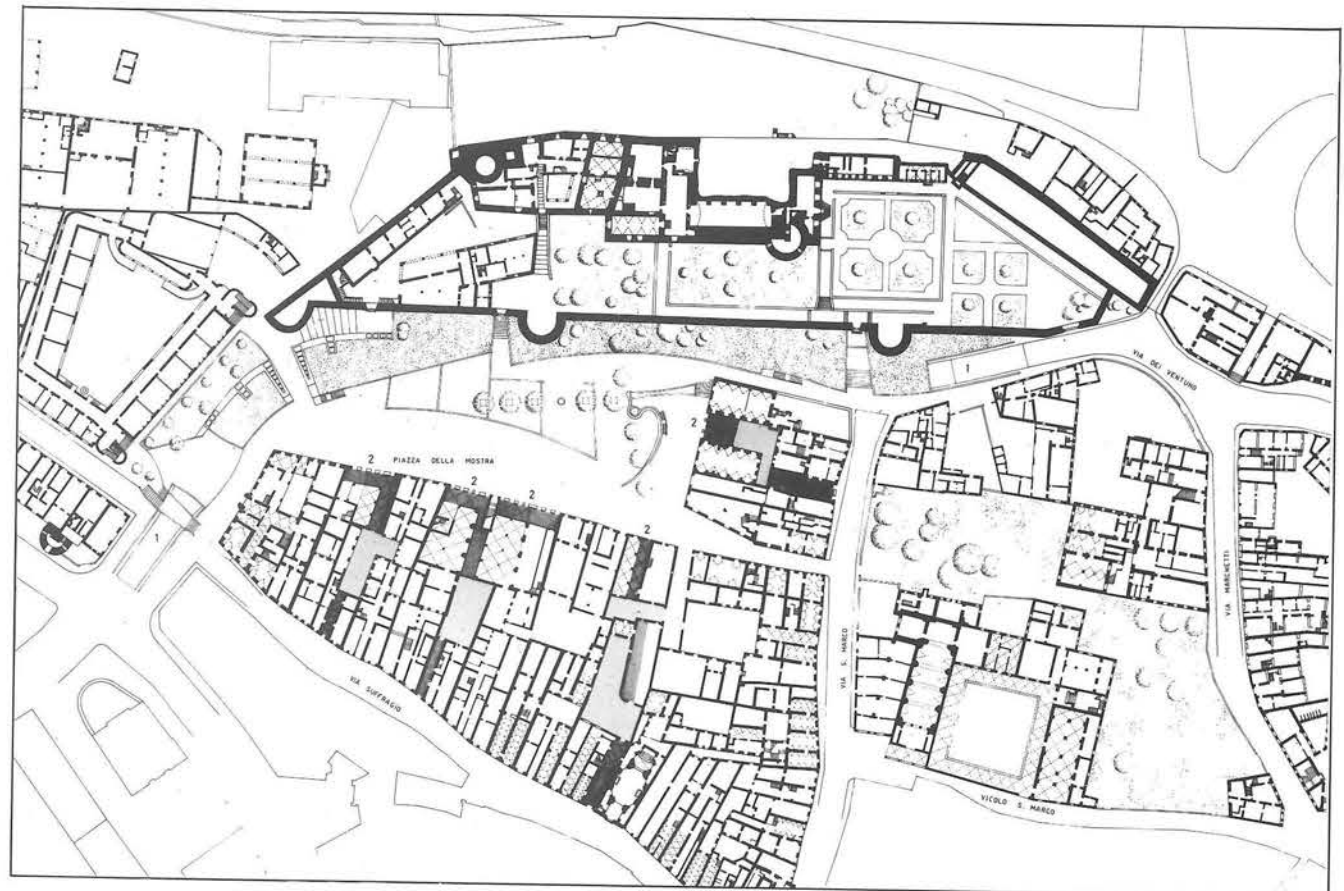 1
VIA DEI VENTUNO
2
2
PIAZZA DELLA MOSTRA
2
2
2
1
VIA MARCHETTI
VIA S. MARCO
VIA SUFFRAGIO
VICOLO S. MARCO